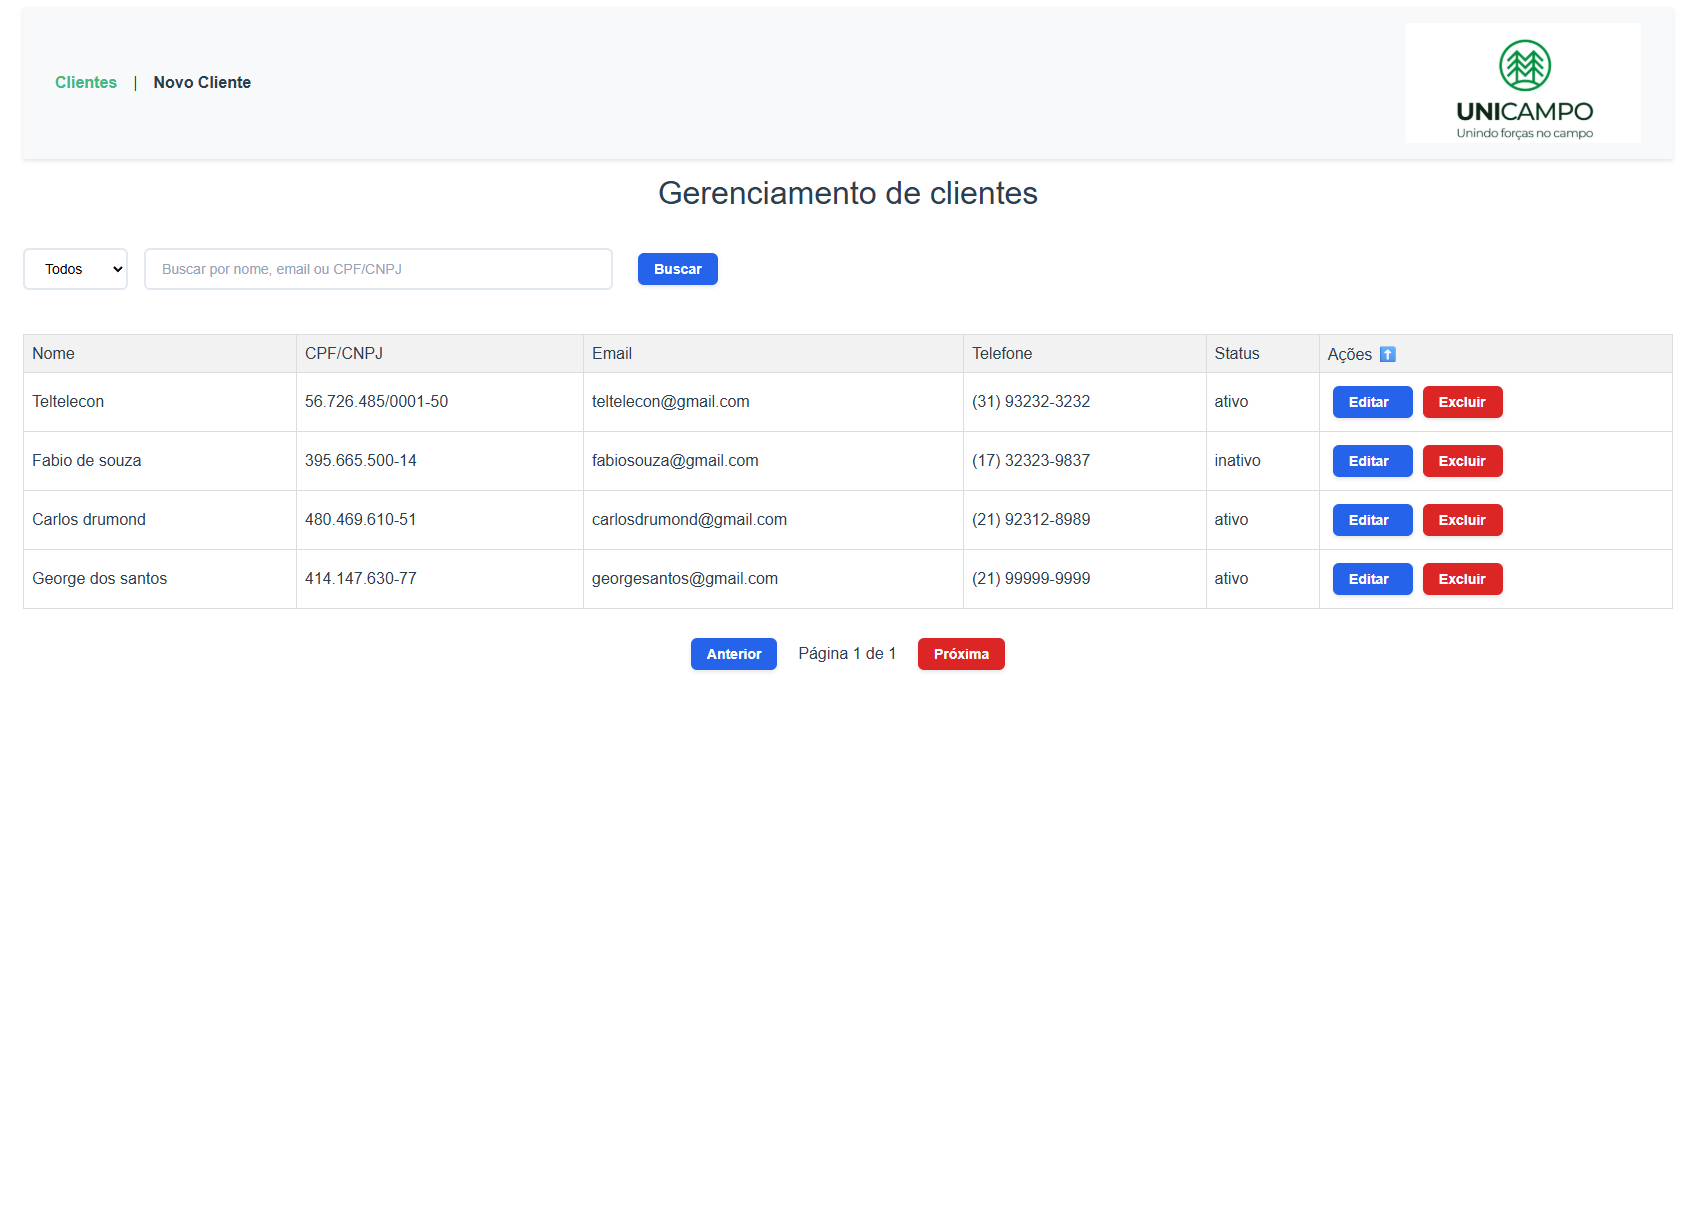 Clientes | Novo Cliente
UNICAMPO
Unindo forças no campo
Gerenciamento de clientes
Todos Buscar por nome, email ou CPF/CNPJ Buscar
Nome CPF/CNPJ Email Telefone Status Ações ⬆️
Teltelecon 56.726.485/0001-50 teltelecon@gmail.com (31) 93232-3232 ativo Editar Excluir
Fabio de souza 395.665.500-14 fabiosouza@gmail.com (17) 32323-9837 inativo Editar Excluir
Carlos drumond 480.469.610-51 carlosdrumond@gmail.com (21) 92312-8989 ativo Editar Excluir
George dos santos 414.147.630-77 georgesantos@gmail.com (21) 99999-9999 ativo Editar Excluir
Anterior Página 1 de 1 Próxima